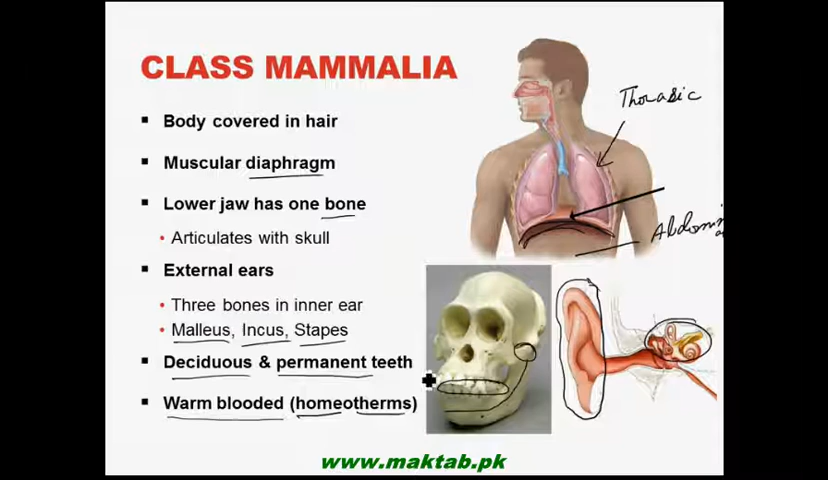 CLASS MAMMALIA
Body covered in hair
Muscular diaphragm
Lower jaw has one bone
Articulates with skull
External ears
Three bones in inner ear
Malleus, Incus, Stapes
Deciduous & permanent teeth
Warm blooded (homeotherms)
Thorasic
www.maktab.pk